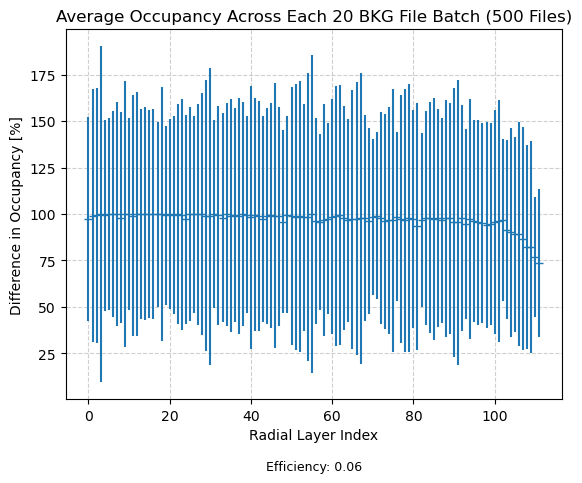 Average Occupancy Across Each 20 BKG File Batch (500 Files)
Difference in Occupancy [%]
175
150
125
100
75
50
25
0 20 40 60 80 100
Radial Layer Index
Efficiency: 0.06